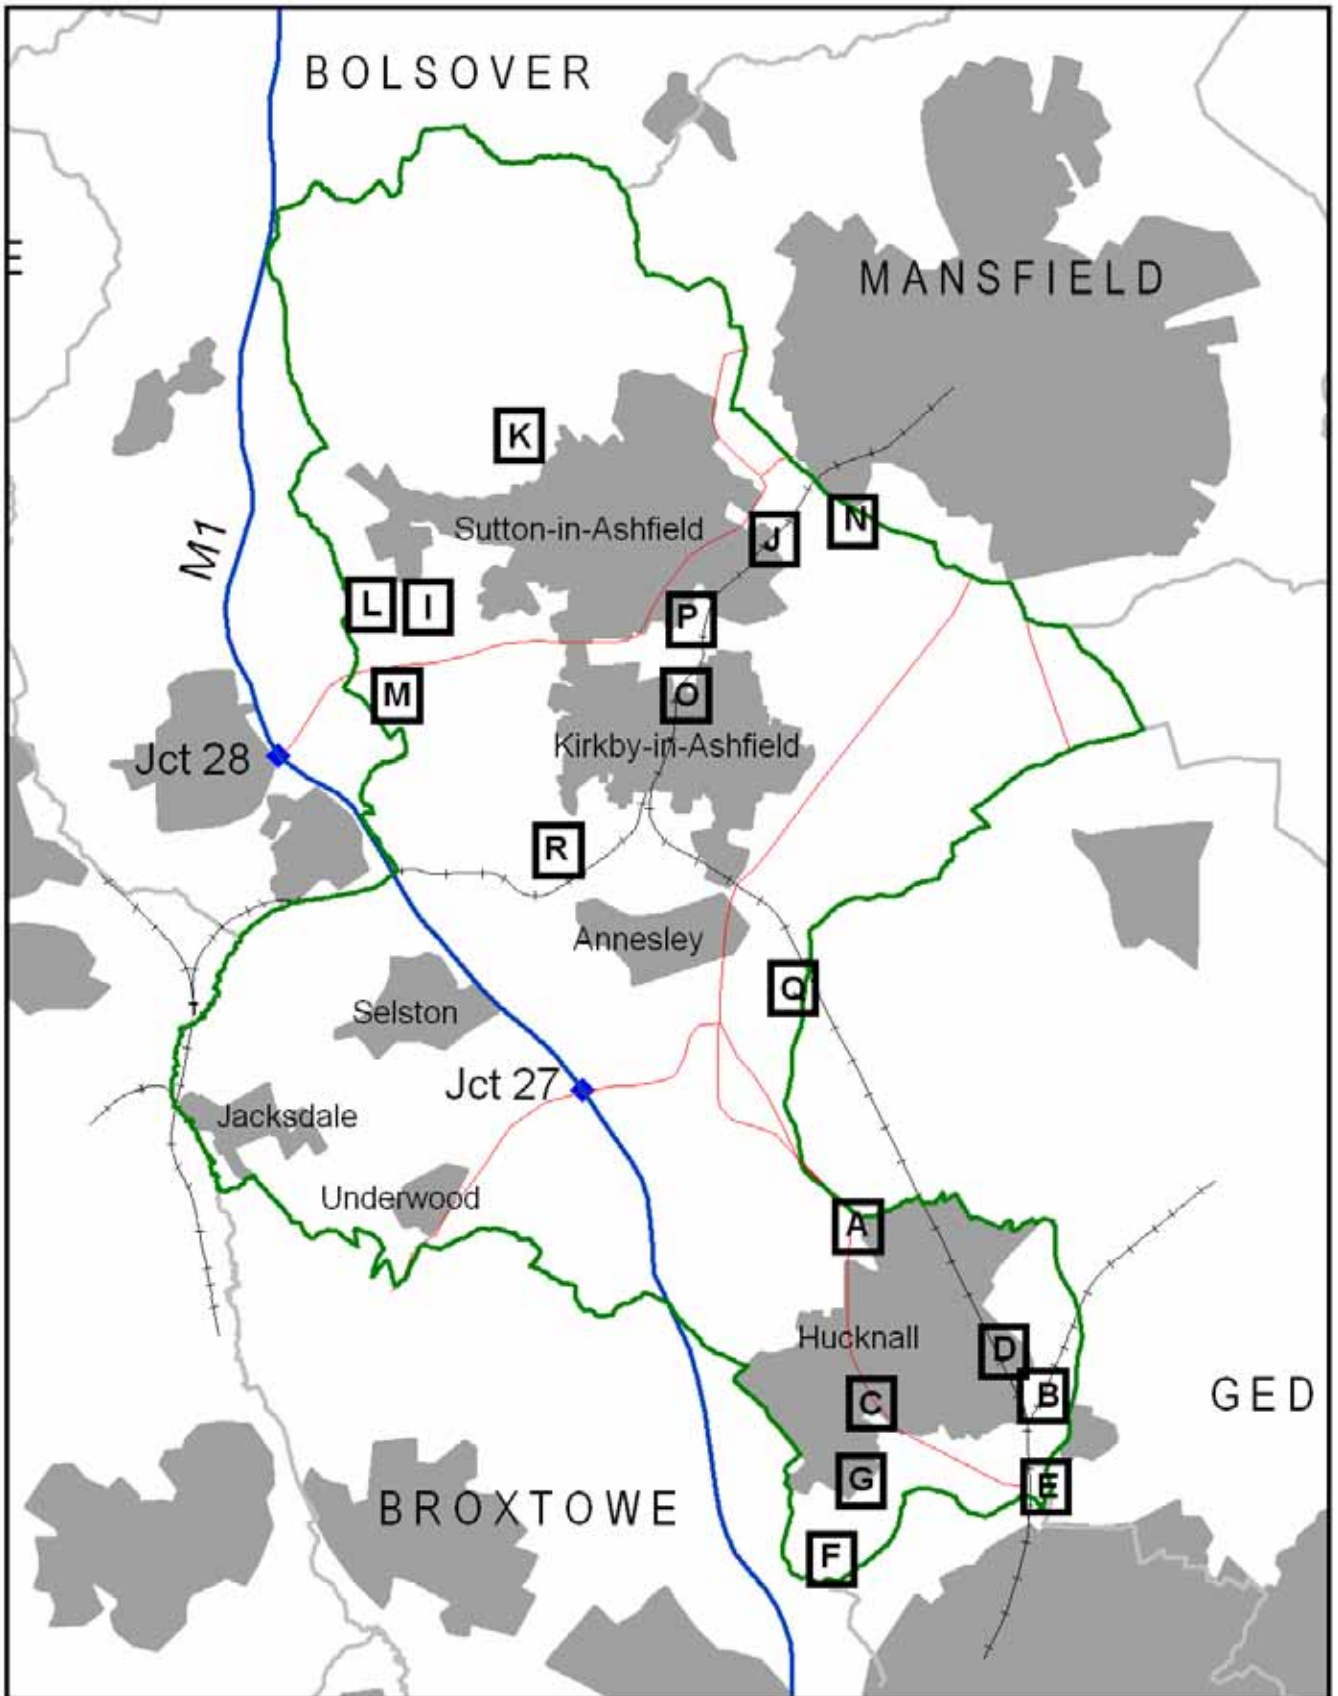 BOLSOVER
MANSFIELD
E
K
M1
Sutton-in-Ashfield
J
N
L
I
P
M
O
Kirkby-in-Ashfield
Jct 28
R
Annesley
Q
Selston
Jct 27
Jacksdale
Underwood
A
Hucknall
D
B
C
GED
G
E
BROXTOWE
F